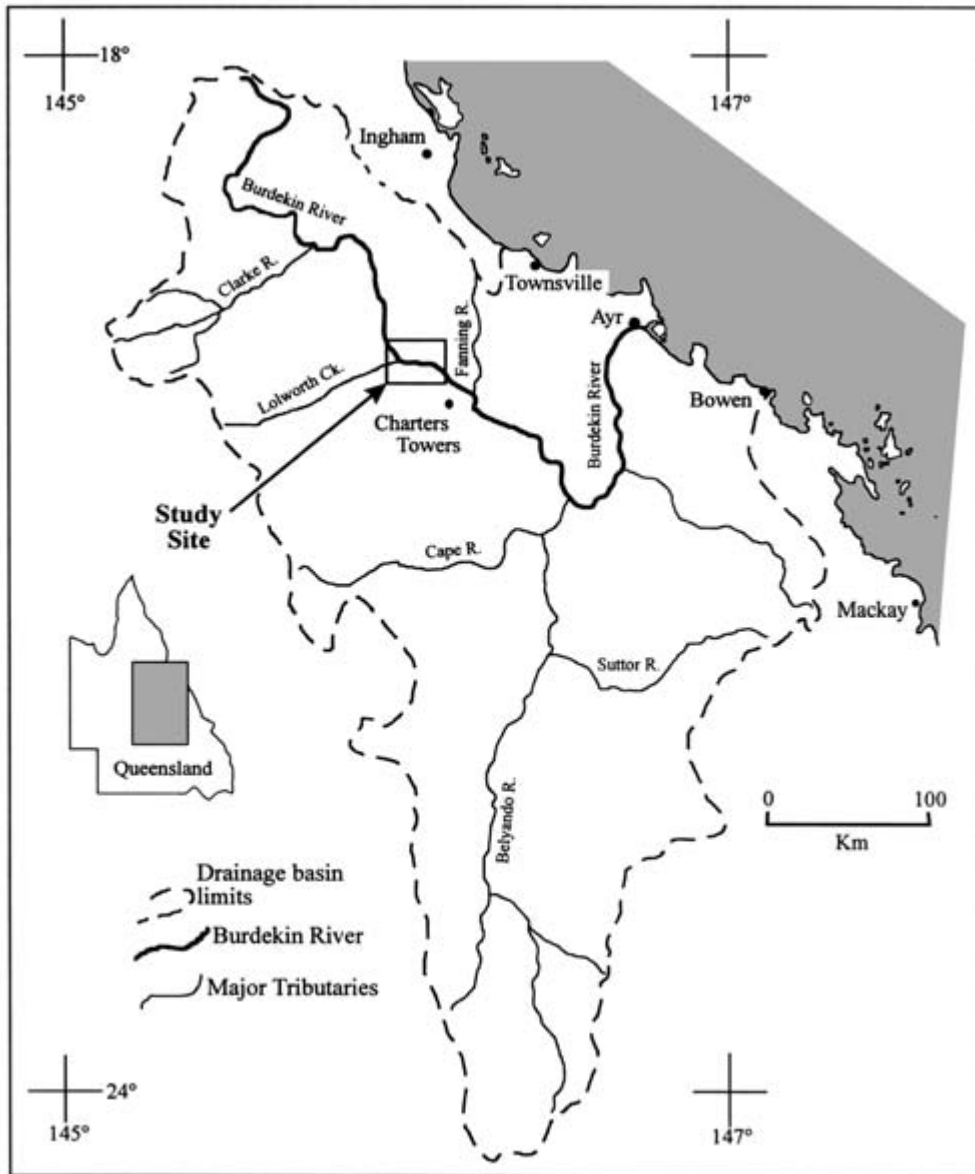 18°
145°
147°
Ingham
Burdekin River
Clarke R.
Townsville
Fanning R.
Ayr
Lolworth Ck.
Burdekin River
Bowen
Charters
Towers
Study
Site
Cape R.
Mackay
Suttor R.
Queensland
Belyando R.
0 100
Km
Drainage basin
limits
Burdekin River
Major Tributaries
24°
145°
147°